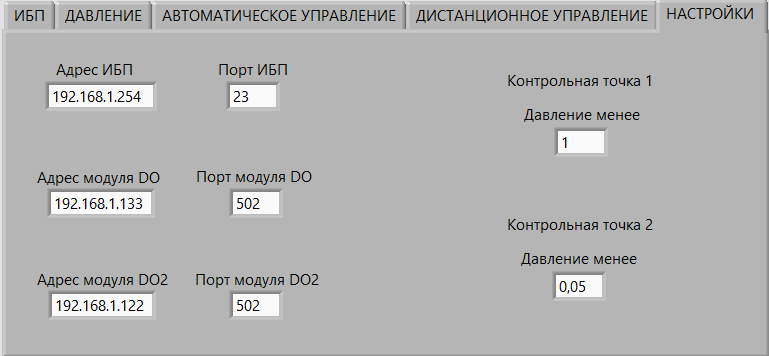 ИБП ДАВЛЕНИЕ АВТОМАТИЧЕСКОЕ УПРАВЛЕНИЕ ДИСТАНЦИОННОЕ УПРАВЛЕНИЕ НАСТРОЙКИ
Адрес ИБП Порт ИБП
192.168.1.254 23
Адрес модуля DO Порт модуля DO
192.168.1.133 502
Адрес модуля DO2 Порт модуля DO2
192.168.1.122 502
Контрольная точка 1
Давление менее
1
Контрольная точка 2
Давление менее
0,05